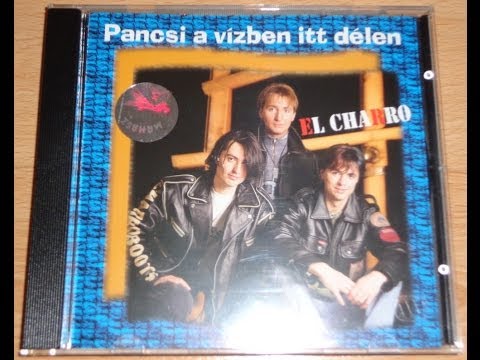 Pancsi a vízben itt délen
EL CHARRO